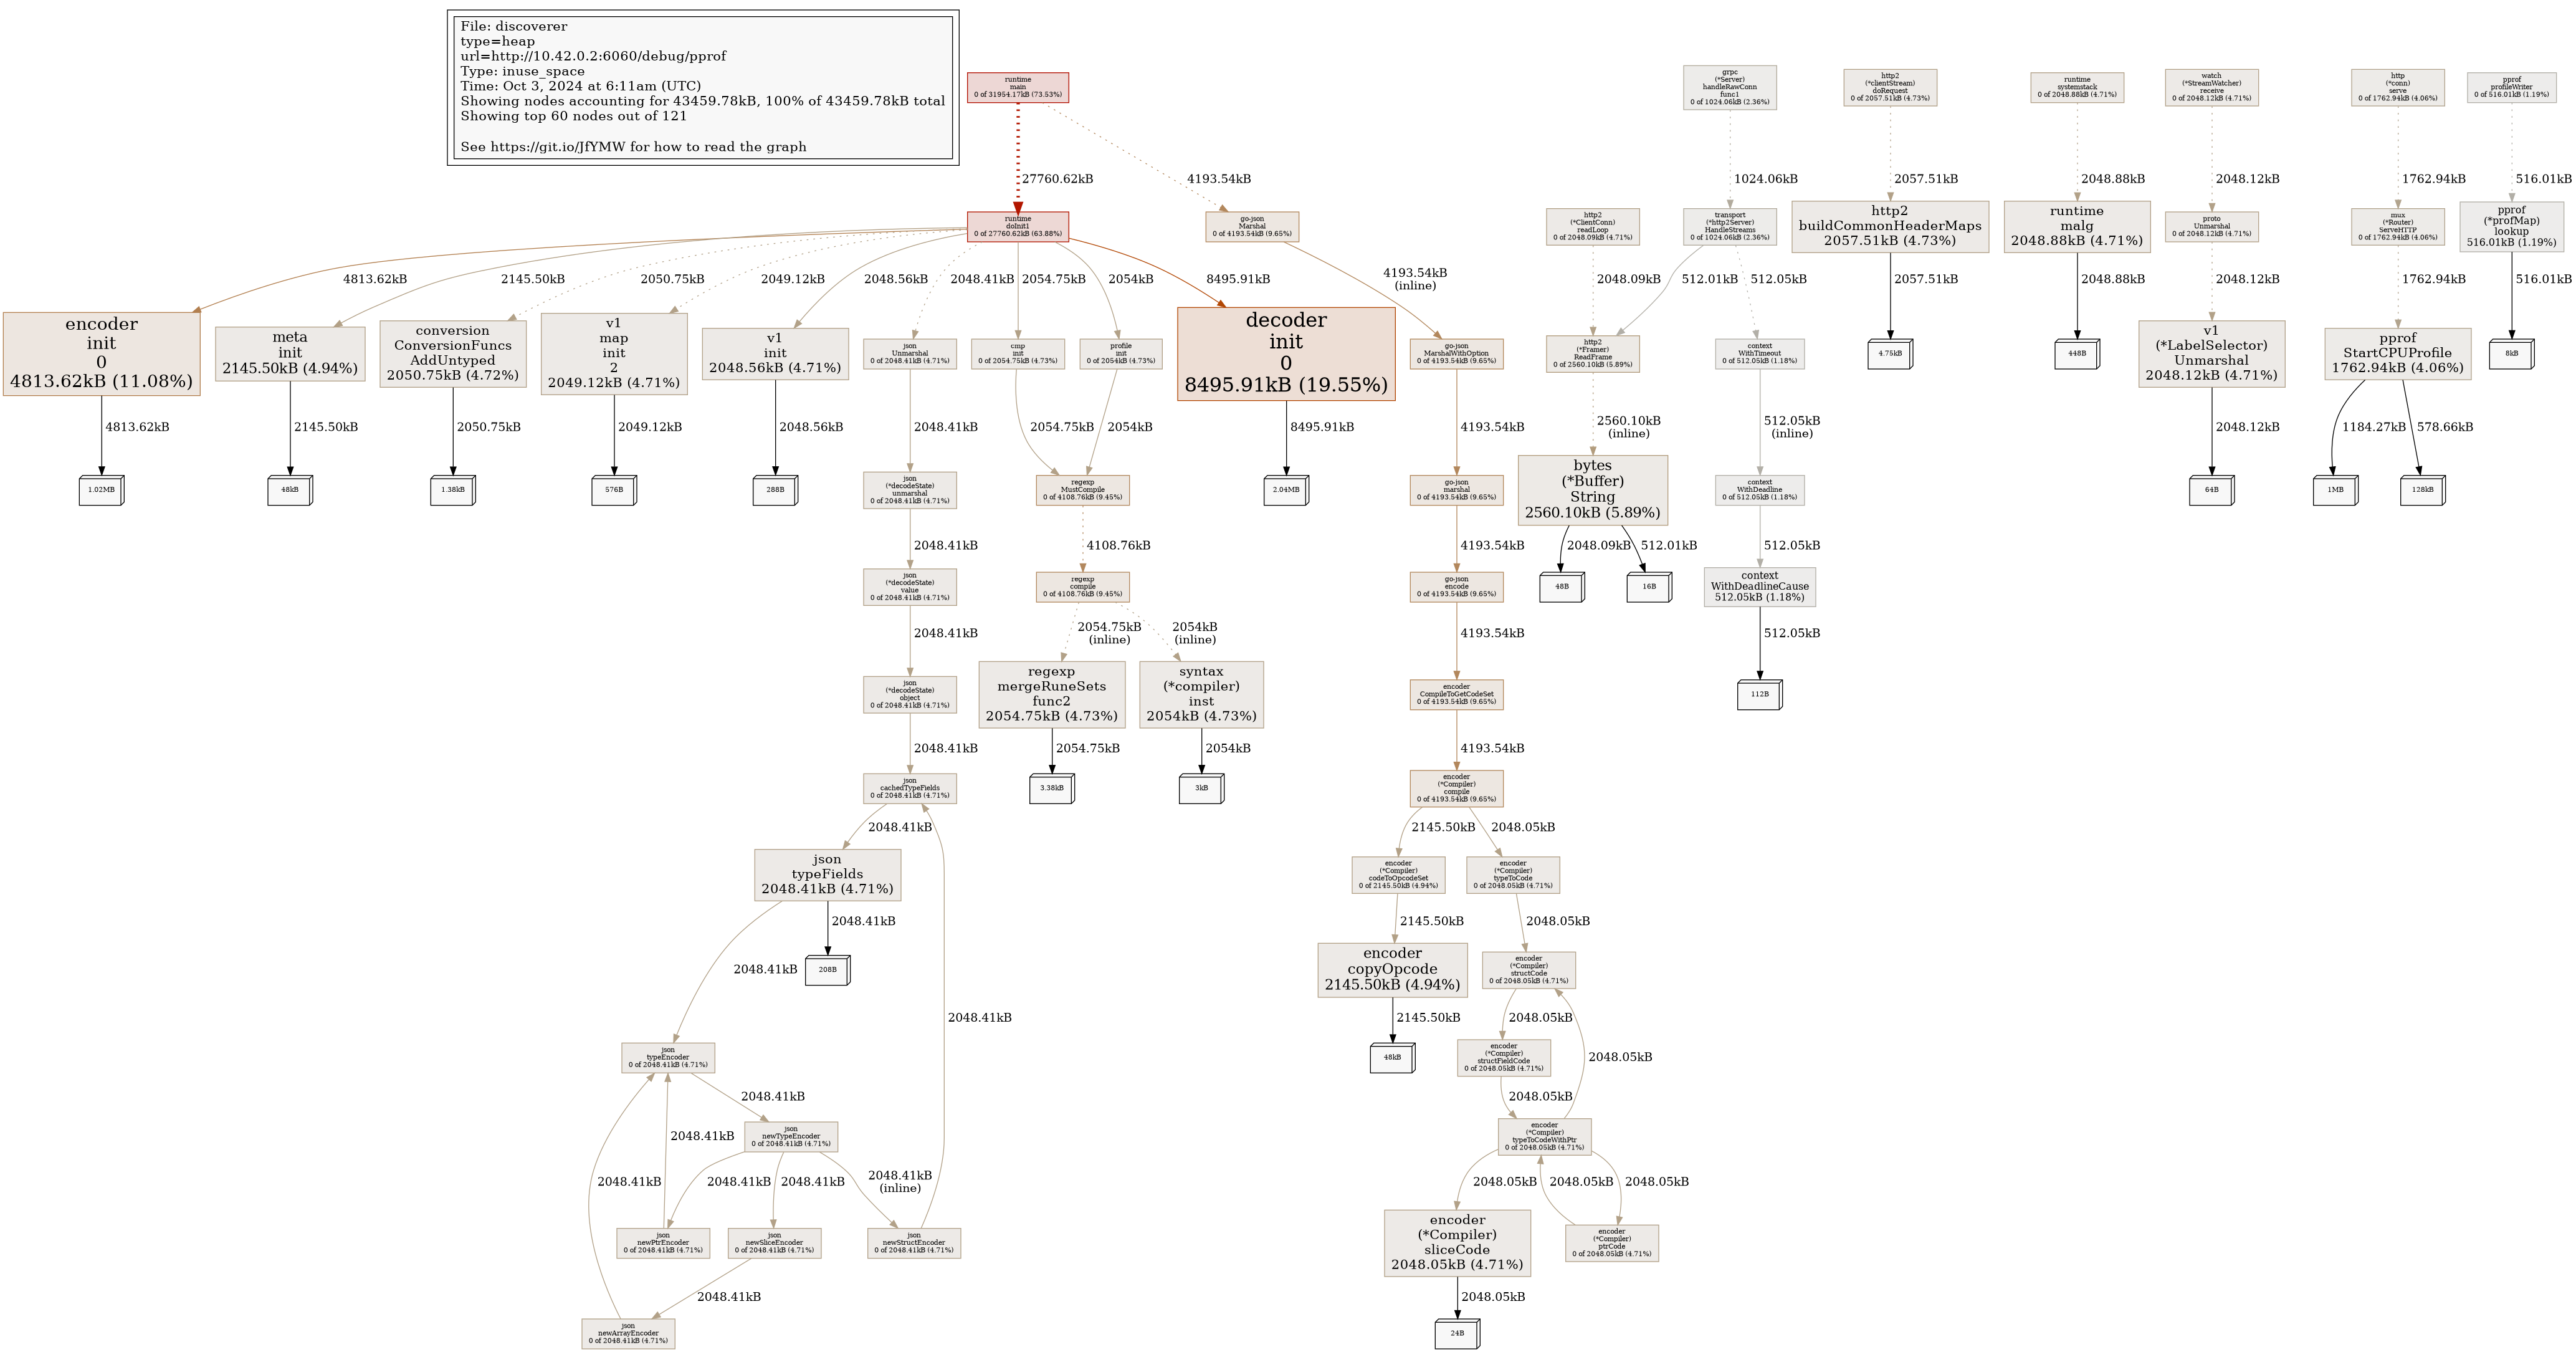 File: discoverer
type=heap
url=http://10.42.0.2:6060/debug/pprof
Type: inuse_space
Time: Oct 3, 2024 at 6:11am (UTC)
Showing nodes accounting for 43459.78kB, 100% of 43459.78kB total
Showing top 60 nodes out of 121
See https://git.io/JfYMW for how to read the graph
runtime
main
0 of 31954.17kB (73.53%)
grpc
(*Server)
handleRawConn
func1
0 of 1024.06kB (2.36%)
http2
(*clientStream)
doRequest
0 of 2057.51kB (4.73%)
runtime
systemstack
0 of 2048.88kB (4.71%)
watch
(*StreamWatcher)
receive
0 of 2048.12kB (4.71%)
http
(*conn)
serve
0 of 1762.94kB (4.06%)
pprof
profileWriter
0 of 516.01kB (1.19%)
27760.62kB
4193.54kB
1024.06kB
2057.51kB
2048.88kB
2048.12kB
1762.94kB
516.01kB
runtime
doInit1
0 of 27760.62kB (63.88%)
go-json
Marshal
0 of 4193.54kB (9.65%)
http2
(*ClientConn)
readLoop
0 of 2048.09kB (4.71%)
transport
(*http2Server)
HandleStreams
0 of 1024.06kB (2.36%)
http2
buildCommonHeaderMaps
2057.51kB (4.73%)
runtime
malg
2048.88kB (4.71%)
proto
Unmarshal
0 of 2048.12kB (4.71%)
mux
(*Router)
ServeHTTP
0 of 1762.94kB (4.06%)
pprof
(*profMap)
lookup
516.01kB (1.19%)
4813.62kB
2145.50kB
2050.75kB
2049.12kB
2048.56kB
2048.41kB
2054.75kB
2054kB
8495.91kB
4193.54kB
(inline)
2048.09kB
512.01kB
512.05kB
2057.51kB
2048.88kB
2048.12kB
1762.94kB
516.01kB
encoder
init
0
4813.62kB (11.08%)
meta
init
2145.50kB (4.94%)
conversion
ConversionFuncs
AddUntyped
2050.75kB (4.72%)
v1
map
init
2
2049.12kB (4.71%)
v1
init
2048.56kB (4.71%)
json
Unmarshal
0 of 2048.41kB (4.71%)
cmp
init
0 of 2054.75kB (4.73%)
profile
init
0 of 2054kB (4.73%)
decoder
init
0
8495.91kB (19.55%)
go-json
MarshalWithOption
0 of 4193.54kB (9.65%)
http2
(*Framer)
ReadFrame
0 of 2560.10kB (5.89%)
context
WithTimeout
0 of 512.05kB (1.18%)
4.75kB
448B
v1
(*LabelSelector)
Unmarshal
2048.12kB (4.71%)
pprof
StartCPUProfile
1762.94kB (4.06%)
8kB
4813.62kB
2145.50kB
2050.75kB
2049.12kB
2048.56kB
2048.41kB
2054.75kB
2054kB
8495.91kB
4193.54kB
2560.10kB
(inline)
512.05kB
(inline)
2048.12kB
1184.27kB
578.66kB
1.02MB
48kB
1.38kB
576B
288B
json
(*decodeState)
unmarshal
0 of 2048.41kB (4.71%)
regexp
MustCompile
0 of 4108.76kB (9.45%)
2.04MB
go-json
marshal
0 of 4193.54kB (9.65%)
bytes
(*Buffer)
String
2560.10kB (5.89%)
context
WithDeadline
0 of 512.05kB (1.18%)
64B
1MB
128kB
2048.41kB
4108.76kB
4193.54kB
2048.09kB
512.01kB
512.05kB
json
(*decodeState)
value
0 of 2048.41kB (4.71%)
regexp
compile
0 of 4108.76kB (9.45%)
go-json
encode
0 of 4193.54kB (9.65%)
48B
16B
context
WithDeadlineCause
512.05kB (1.18%)
2048.41kB
2054.75kB
(inline)
2054kB
(inline)
4193.54kB
512.05kB
json
(*decodeState)
object
0 of 2048.41kB (4.71%)
regexp
mergeRuneSets
func2
2054.75kB (4.73%)
syntax
(*compiler)
inst
2054kB (4.73%)
encoder
CompileToGetCodeSet
0 of 4193.54kB (9.65%)
112B
2048.41kB
2054.75kB
2054kB
4193.54kB
json
cachedTypeFields
0 of 2048.41kB (4.71%)
3.38kB
3kB
encoder
(*Compiler)
compile
0 of 4193.54kB (9.65%)
2048.41kB
2145.50kB
2048.05kB
json
typeFields
2048.41kB (4.71%)
encoder
(*Compiler)
codeToOpcodeSet
0 of 2145.50kB (4.94%)
encoder
(*Compiler)
typeToCode
0 of 2048.05kB (4.71%)
2048.41kB
2145.50kB
2048.05kB
2048.41kB
208B
encoder
copyOpcode
2145.50kB (4.94%)
encoder
(*Compiler)
structCode
0 of 2048.05kB (4.71%)
2048.41kB
2145.50kB
2048.05kB
json
typeEncoder
0 of 2048.41kB (4.71%)
48kB
encoder
(*Compiler)
structFieldCode
0 of 2048.05kB (4.71%)
2048.05kB
2048.41kB
2048.05kB
json
newTypeEncoder
0 of 2048.41kB (4.71%)
encoder
(*Compiler)
typeToCodeWithPtr
0 of 2048.05kB (4.71%)
2048.41kB
2048.41kB
2048.41kB
2048.41kB
2048.41kB
(inline)
2048.05kB
2048.05kB
2048.05kB
json
newPtrEncoder
0 of 2048.41kB (4.71%)
json
newSliceEncoder
0 of 2048.41kB (4.71%)
json
newStructEncoder
0 of 2048.41kB (4.71%)
encoder
(*Compiler)
sliceCode
2048.05kB (4.71%)
encoder
(*Compiler)
ptrCode
0 of 2048.05kB (4.71%)
2048.41kB
2048.05kB
json
newArrayEncoder
0 of 2048.41kB (4.71%)
24B